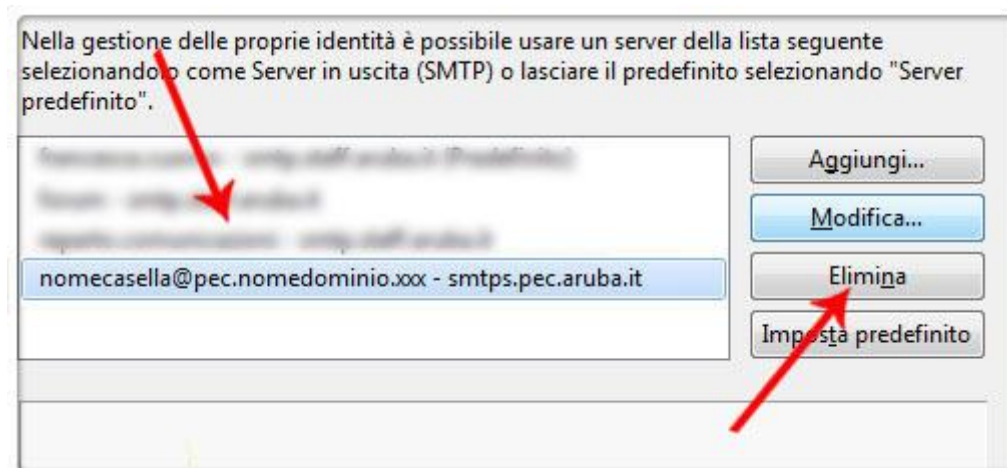 Nella gestione delle proprie identità è possibile usare un server della lista seguente
selezionandolo come Server in uscita (SMTP) o lasciare il predefinito selezionando "Server
predefinito".
Aggiungi...
Modifica...
nomecasella@pec.nomedominio.xxx - smtps.pec.aruba.it
Elimina
Imposta predefinito